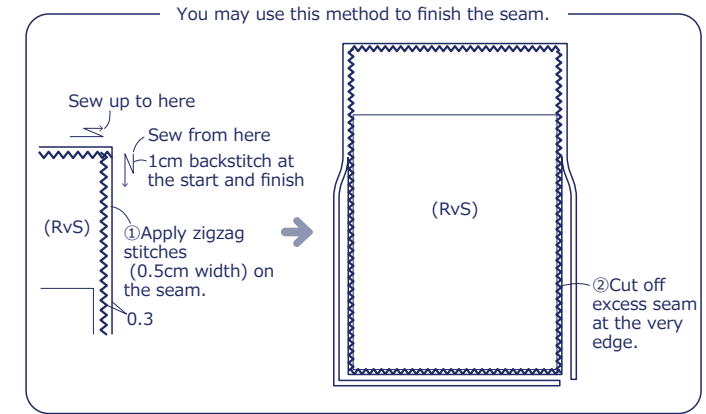 You may use this method to finish the seam.
Sew up to here
Sew from here
1cm backstitch at
the start and finish
(RvS)
①Apply zigzag
stitches
(0.5cm width) on
the seam.
0.3
(RvS)
②Cut off
excess seam
at the very
edge.